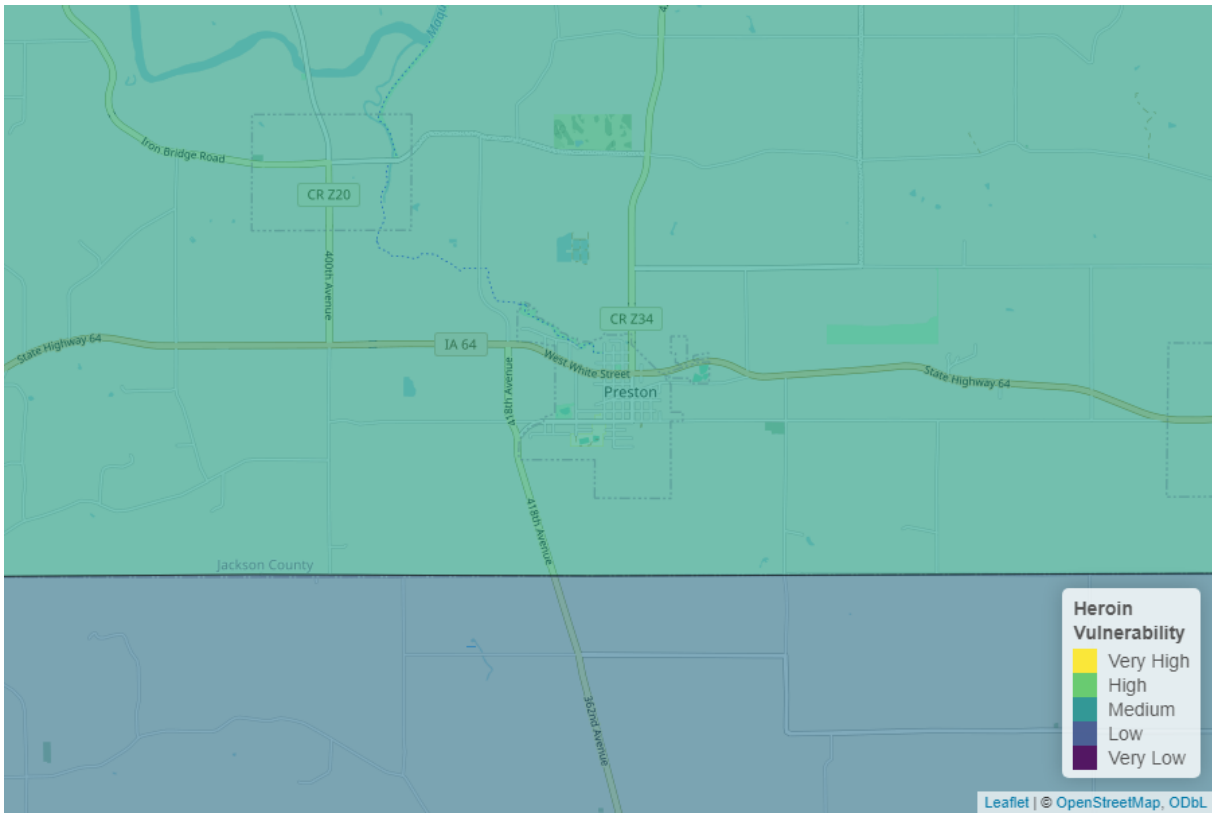 Maqu
Iron Bridge Road
CR Z20
400th Avenue
CR Z34
State Highway 64
IA 64
West White Street
State Highway 64
418th Avenue
Preston
418th Avenue
Jackson County
362nd Avenue
Heroin
Vulnerability
Very High
High
Medium
Low
Very Low
Leaflet | © OpenStreetMap, ODbL